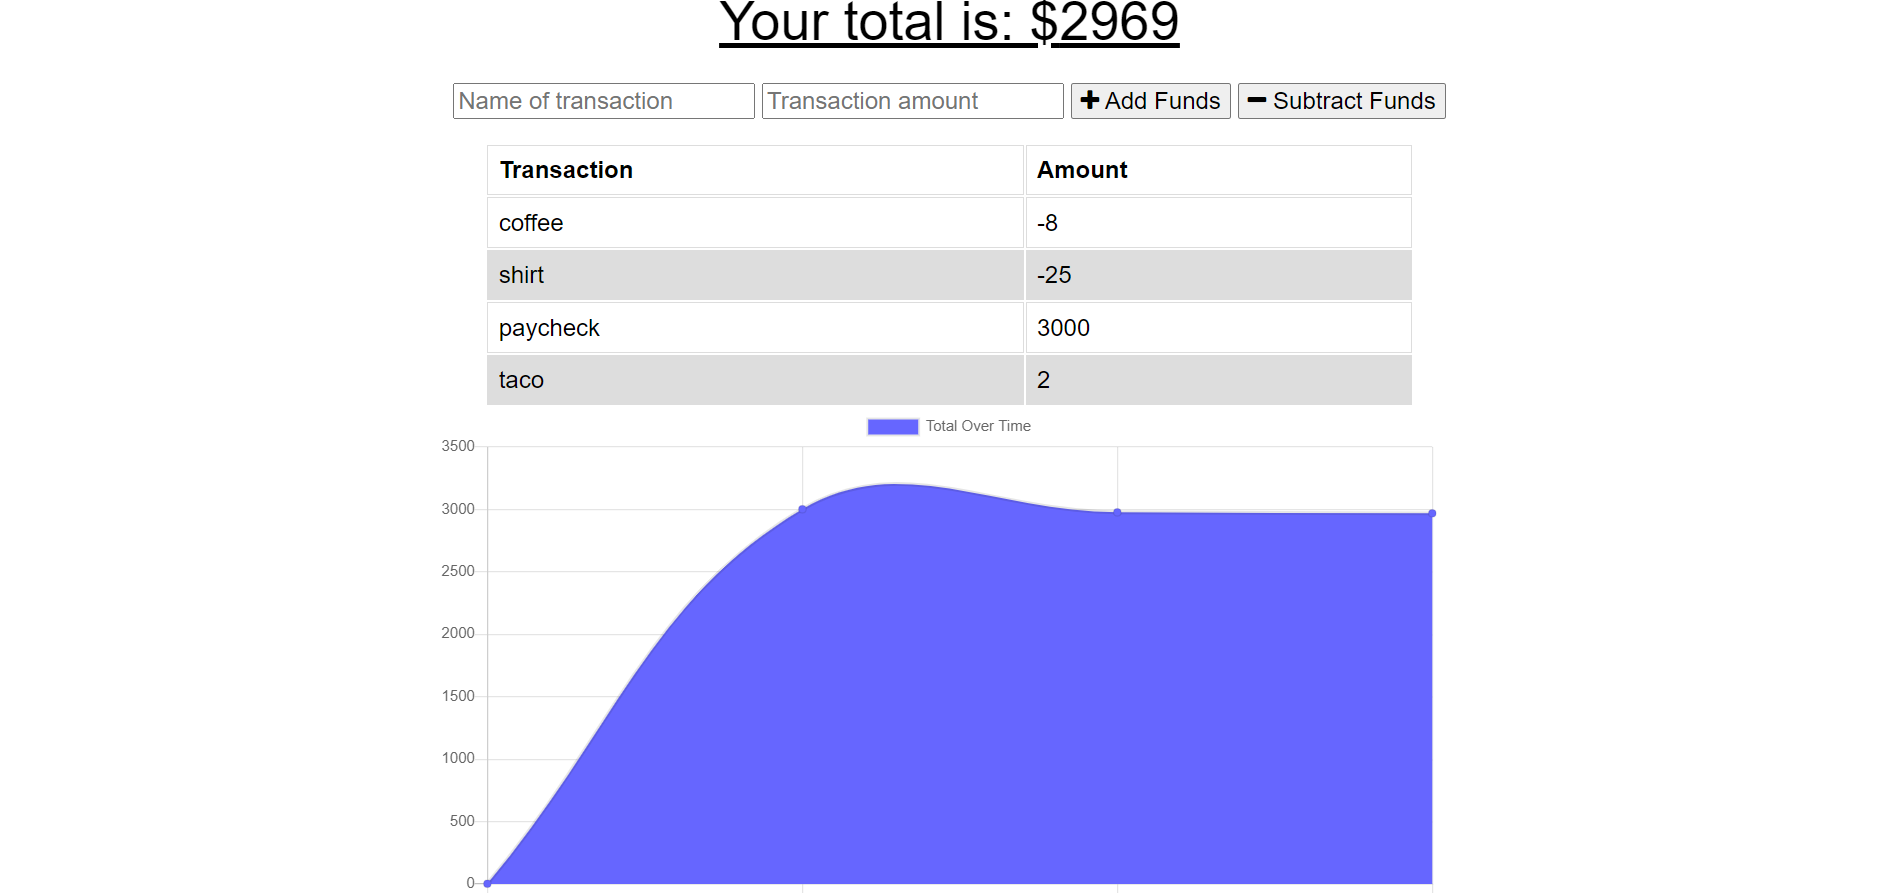 Your total is: $2969
Name of transaction Transaction amount Add Funds Subtract Funds
Transaction Amount
coffee -8
shirt -25
paycheck 3000
taco 2
Total Over Time
3500
3000
2500
2000
1500
1000
500
0